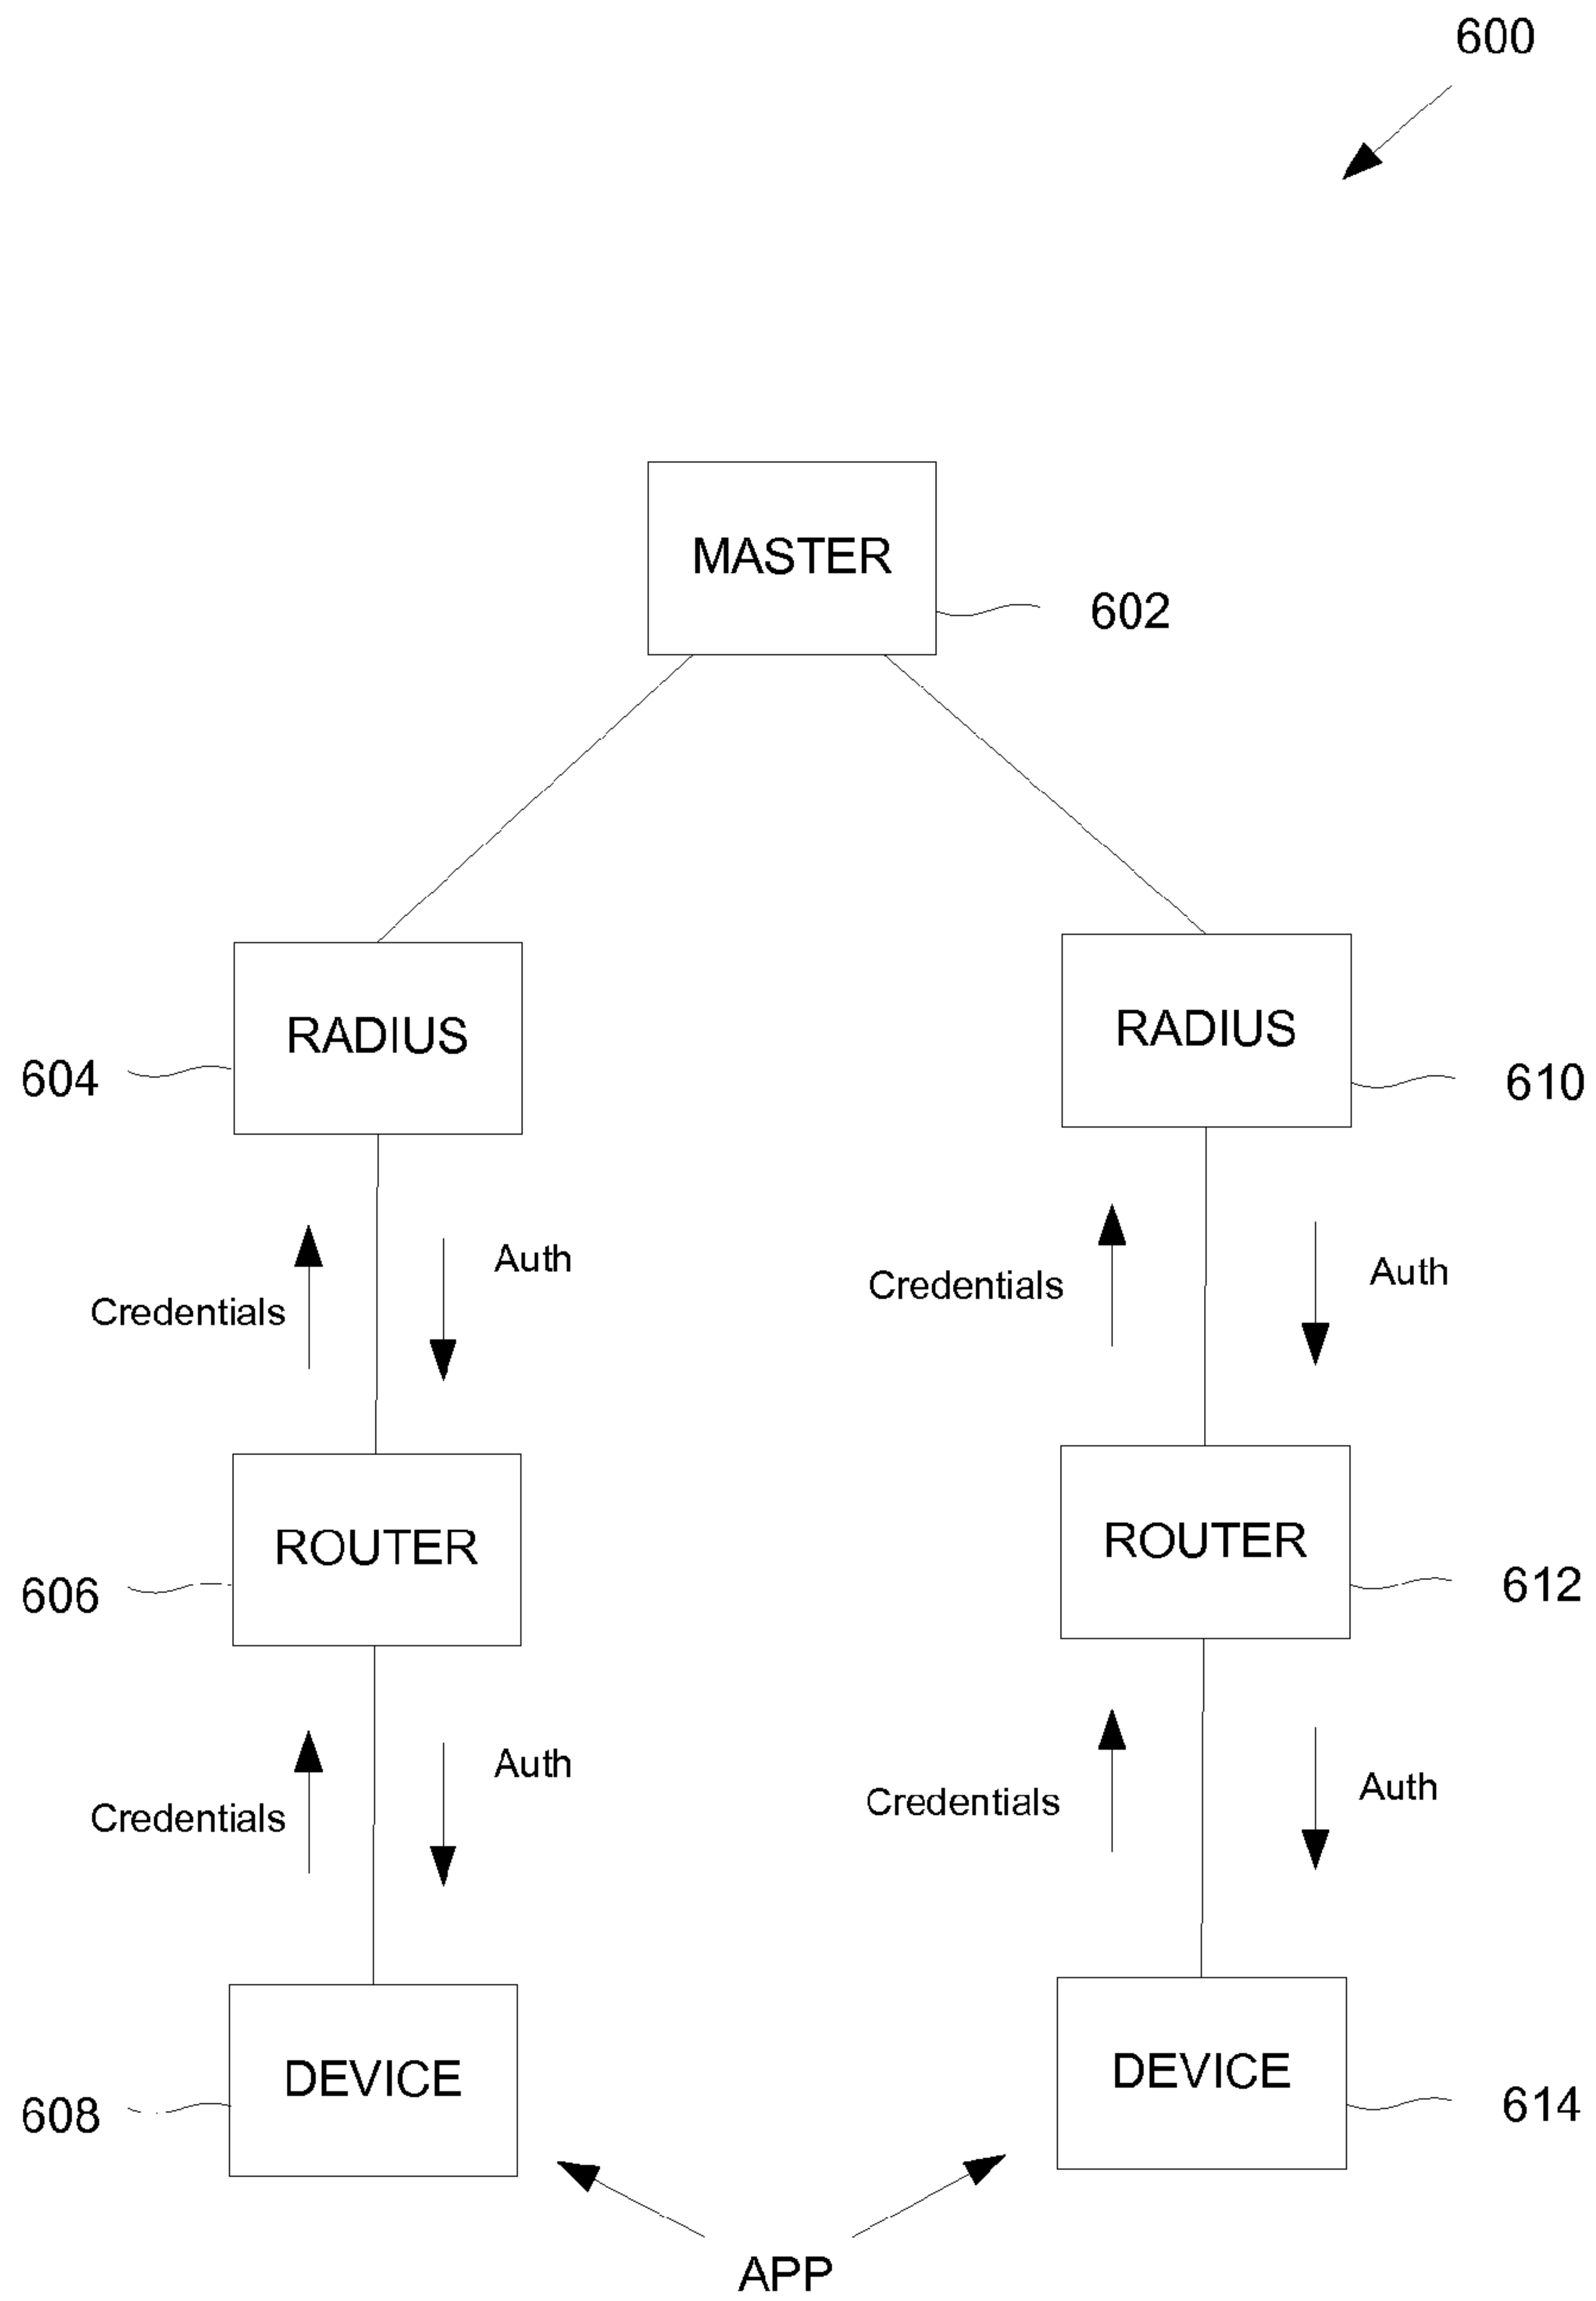 600
MASTER
602
RADIUS
RADIUS
604
610
Auth
Auth
Credentials
Credentials
ROUTER
ROUTER
606
612
Auth
Auth
Credentials
Credentials
DEVICE
DEVICE
608
614
APP